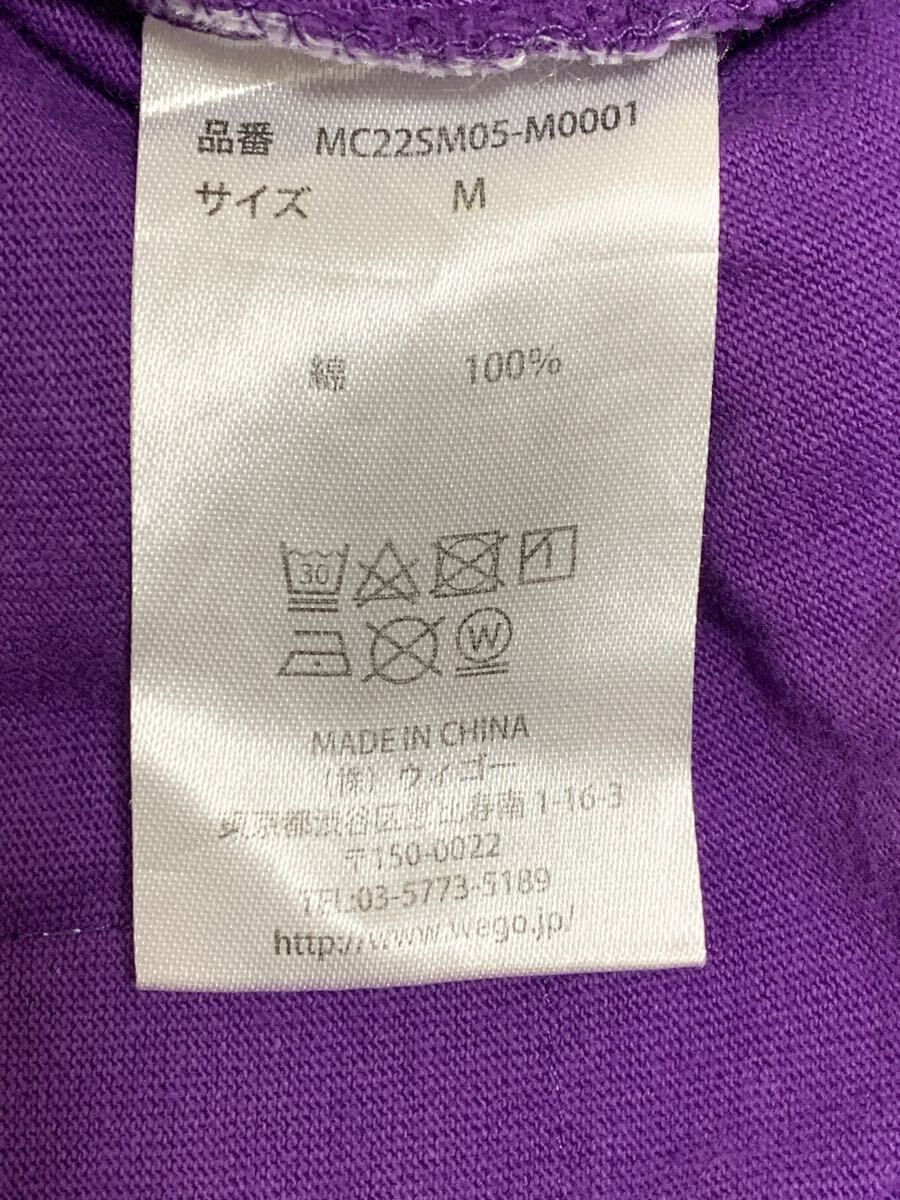 品番 MC22SM05-M0001
サイズ M
綿 100%
30
W
MADE IN CHINA
(株) ウィゴー
東京都渋谷区恵比寿南 1-16-3
〒150-0022
TEL:03-5773-5189
http://www.wego.jp/